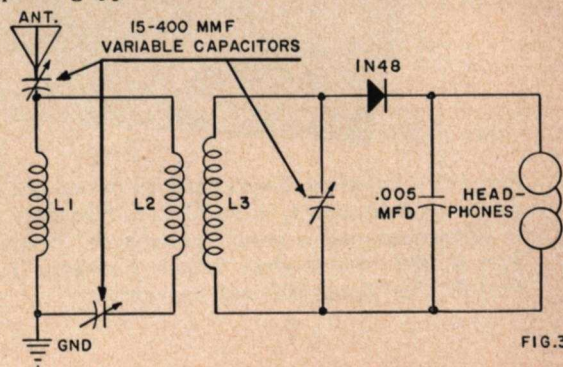 ANT.
15-400 MMF
VARIABLE CAPACITORS
1N48
L1
L2
L3
.005
MFD
HEAD-
PHONES
GND
FIG.3